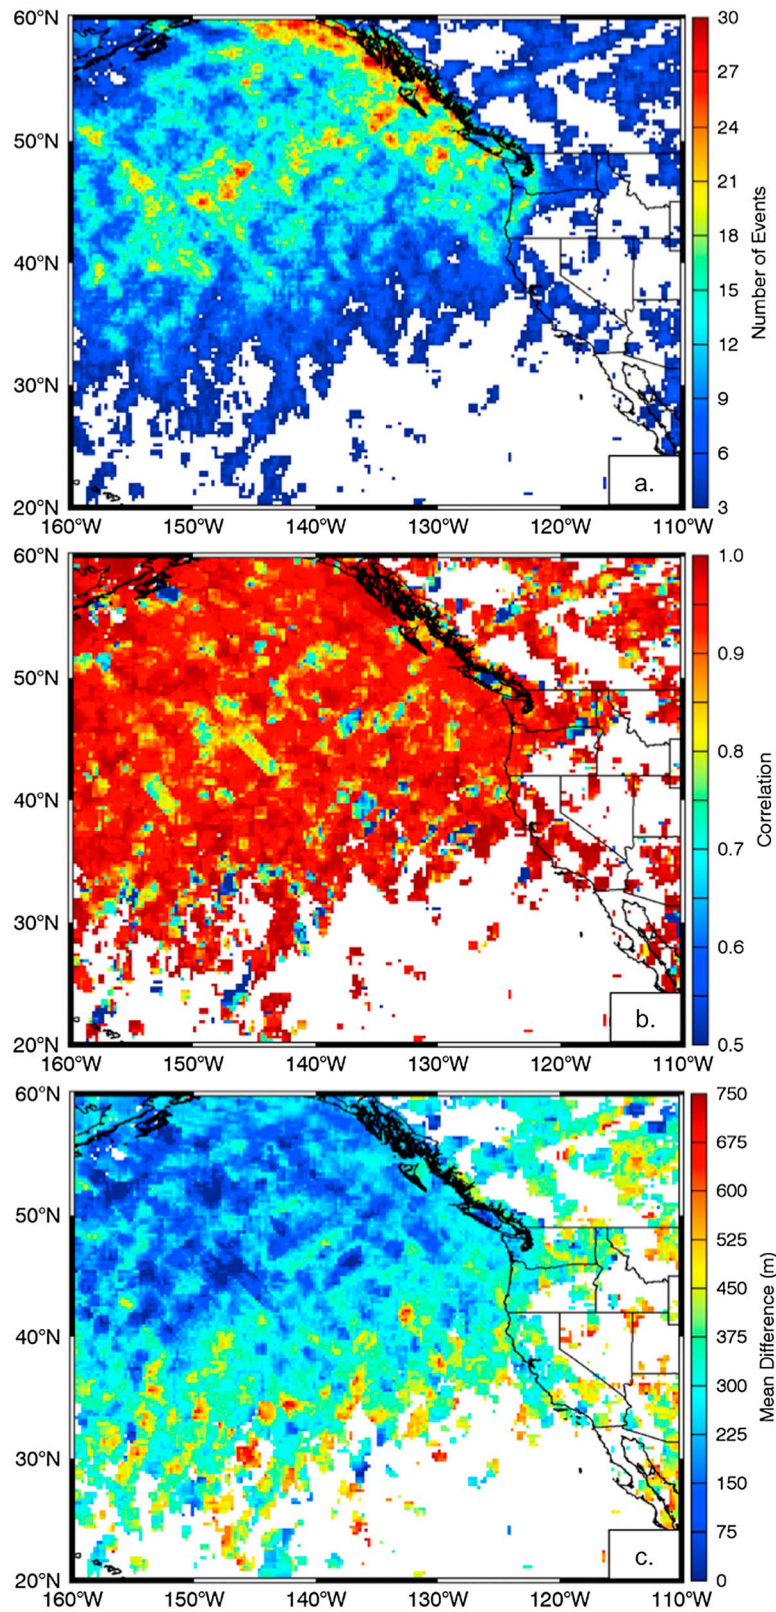 60°N
50°N
40°N
30°N
20°N
160°W 150°W 140°W 130°W 120°W 110°W
a.
30
27
24
21
18
15
12
9
6
3
Number of Events
60°N
50°N
40°N
30°N
20°N
160°W 150°W 140°W 130°W 120°W 110°W
b.
1.0
0.9
0.8
0.7
0.6
0.5
Correlation
60°N
50°N
40°N
30°N
20°N
160°W 150°W 140°W 130°W 120°W 110°W
c.
750
675
600
525
450
375
300
225
150
75
0
Mean Difference (m)